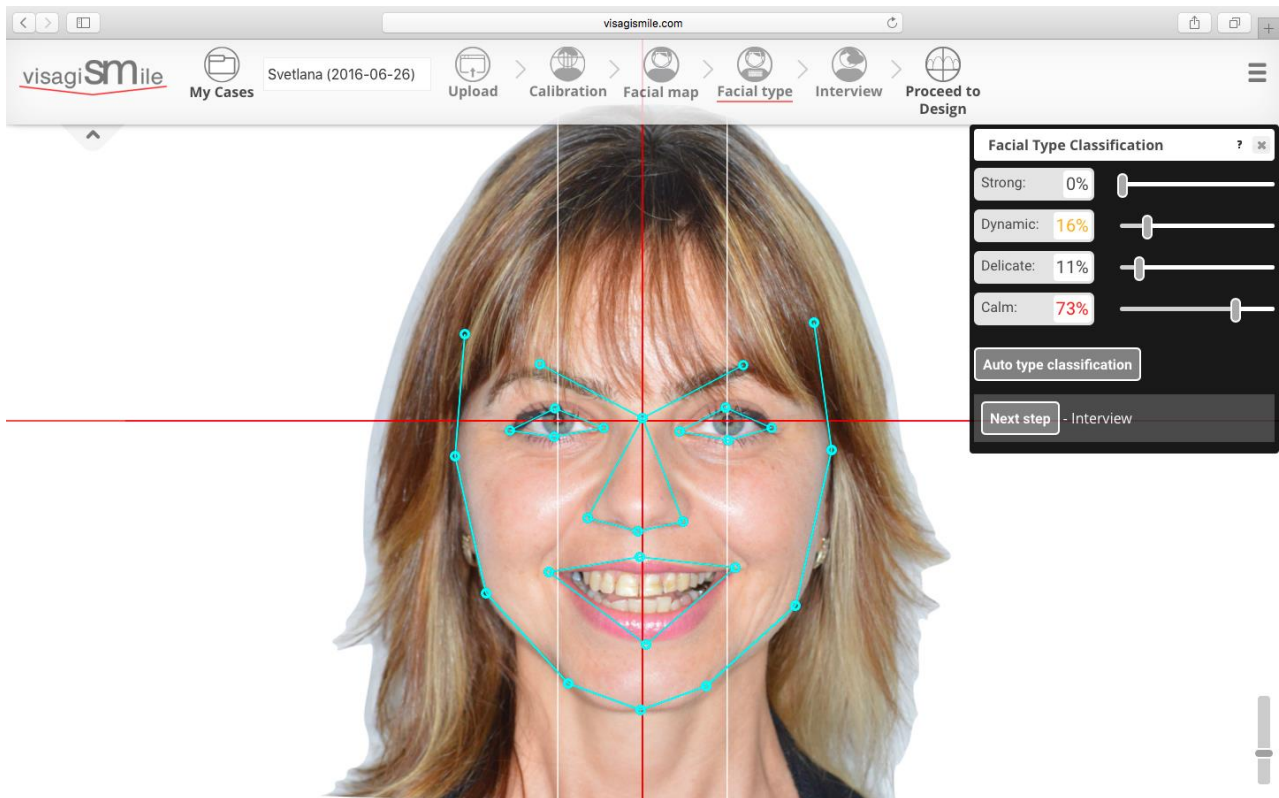 visagismile.com
visagiSMile
My Cases
Svetlana (2016-06-26)
Upload
Calibration
Facial map
Facial type
Interview
Proceed to
Design
Facial Type Classification ?
Strong: 0%
Dynamic: 16%
Delicate: 11%
Calm: 73%
Auto type classification
Next step - Interview